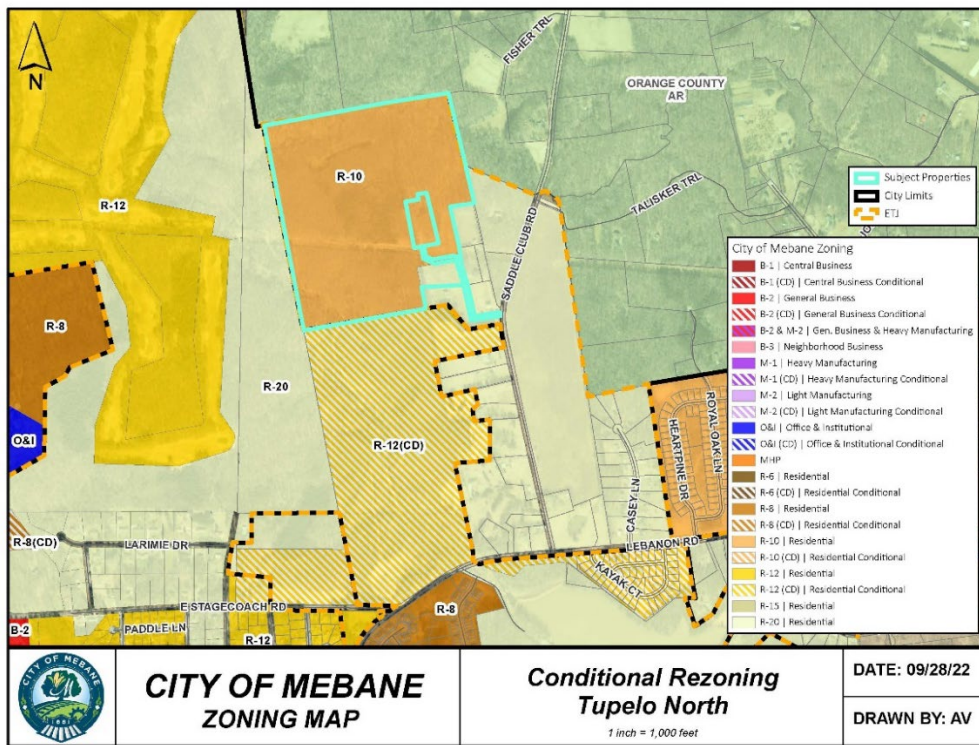 N
FISHER TRL
ORANGE COUNTY
AR
R-10
R-12
TALISKER TRL
SADDLE CLUB RD
Subject Properties
City Limits
ETJ
City of Mebane Zoning
B-1 | Central Business
B-1 (CD) | Central Business Conditional
B-2 | General Business
B-2 (CD) | General Business Conditional
B-2 & M-2 | Gen. Business & Heavy Manufacturing
B-3 | Neighborhood Business
M-1 | Heavy Manufacturing
M-1 (CD) | Heavy Manufacturing Conditional
M-2 | Light Manufacturing
M-2 (CD) | Light Manufacturing Conditional
O&I | Office & Institutional
O&I (CD) | Office & Institutional Conditional
MHP
R-6 | Residential
R-6 (CD) | Residential Conditional
R-8 | Residential
R-8 (CD) | Residential Conditional
R-10 | Residential
R-10 (CD) | Residential Conditional
R-12 | Residential
R-12 (CD) | Residential Conditional
R-15 | Residential
R-20 | Residential
R-8
R-20
O&I
R-12(CD)
ROYAL OAK LN
HEARTPINE DR
CASEY LN
R-8(CD)
LARIMIE DR
LEBANON RD
KAYAK CT
E STAGECOACH RD
R-8
B-2
PADDLE LN
R-12
CITY OF MEBANE
1881
CITY OF MEBANE
ZONING MAP
Conditional Rezoning
Tupelo North
1 inch = 1,000 feet
DATE: 09/28/22
DRAWN BY: AV